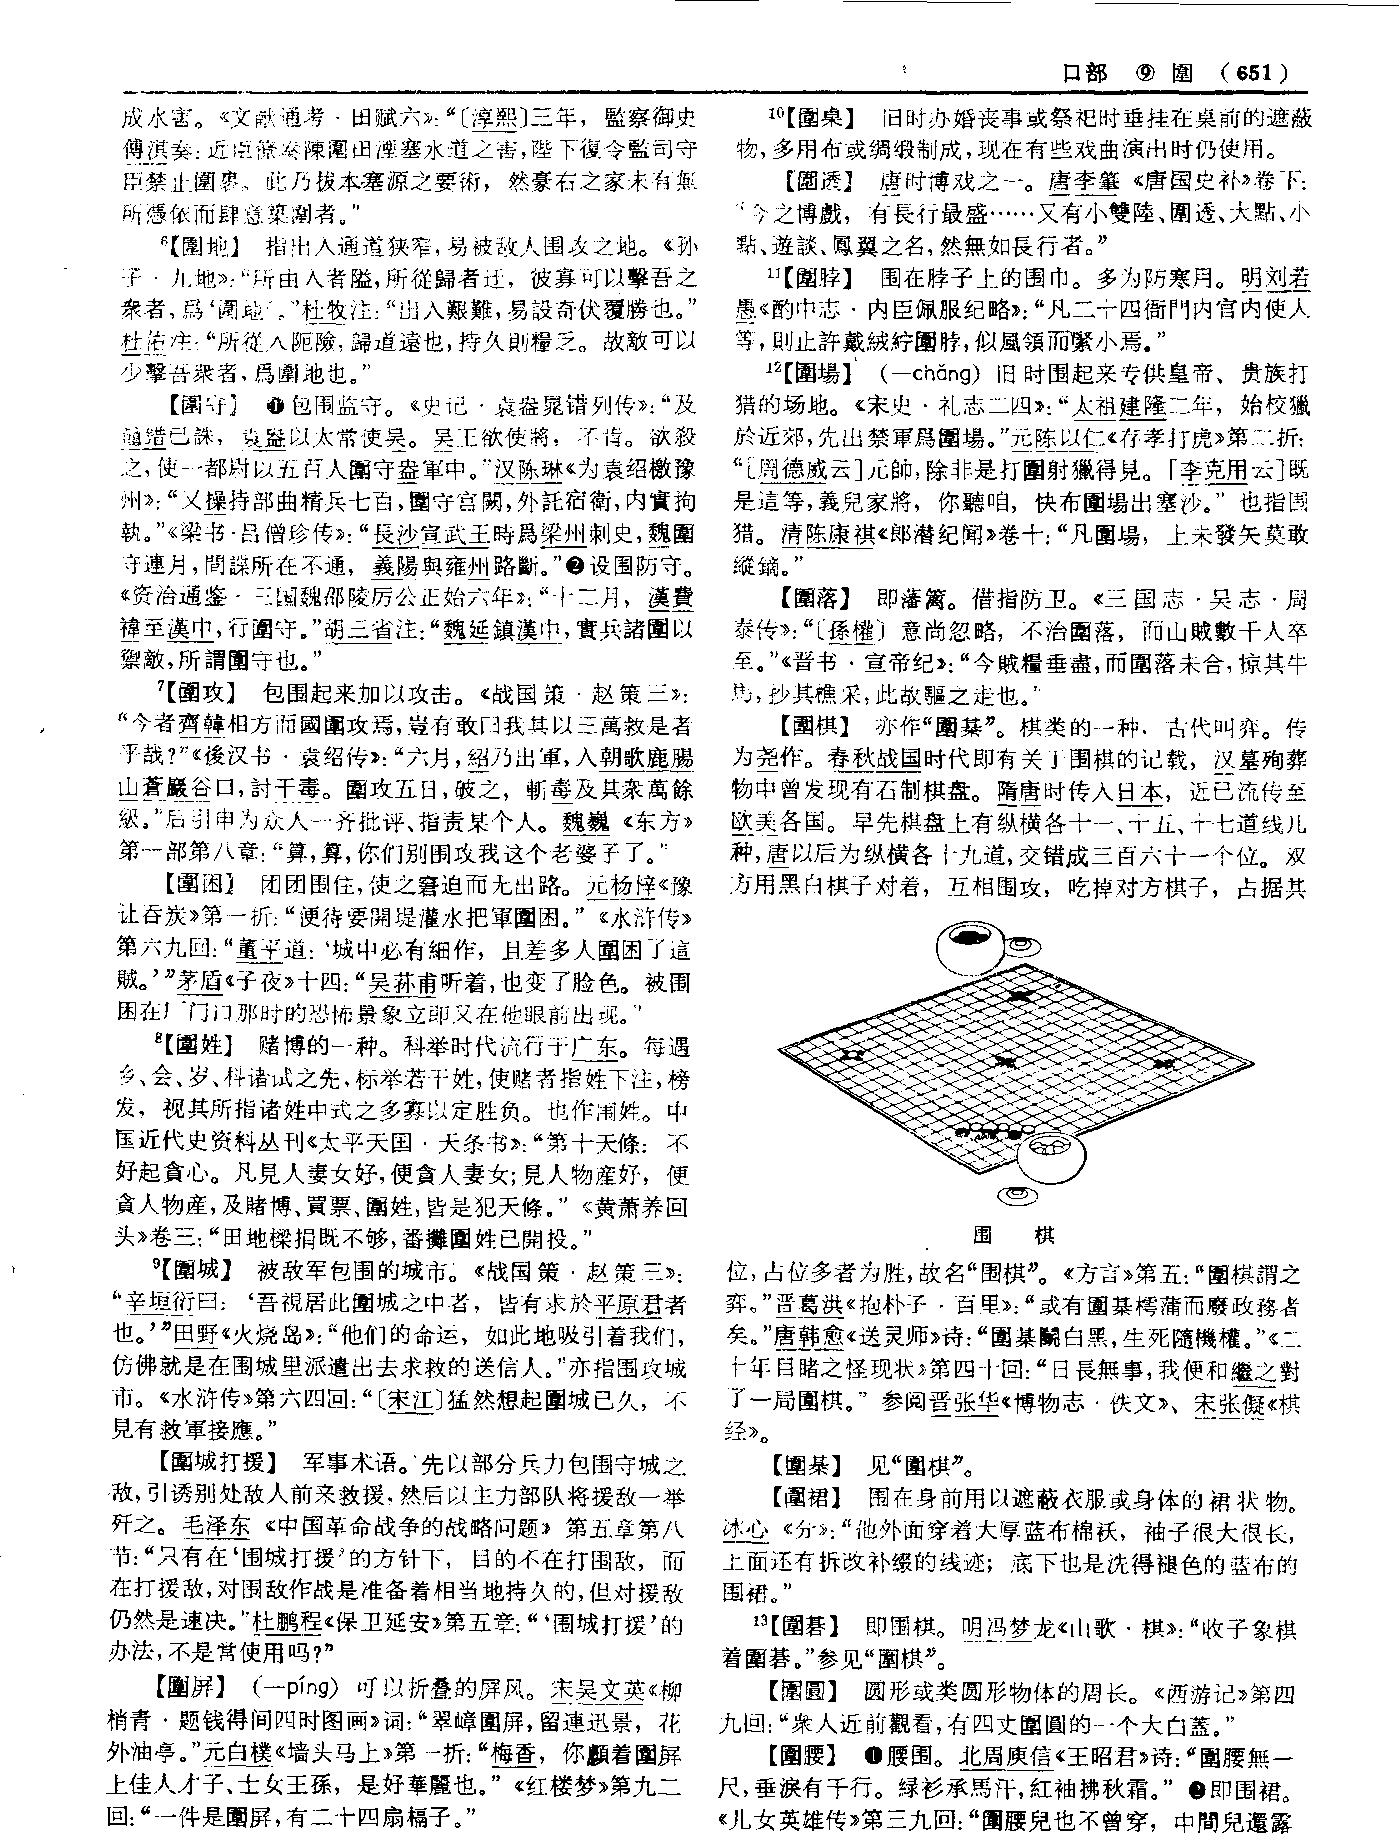 口部 ⑨ 圍 （651）
成水害。《文献通考·田赋六》：“〔淳熙〕三年，監察御史
傅淇奏：近臣僚奏陳圍田湮塞水道之害，陛下復令監司守
臣禁止圍裹。此乃拔本塞源之要術，然豪右之家未有無
所憑依而肆意築圍者。”
⁶【圍地】 指出入通道狭窄，易被敌人围攻之地。《孙
子·九地》：“所由入者隘，所從歸者迂，彼寡可以擊吾之
衆者，爲‘圍地’。”杜牧注：“出入艱難，易設奇伏覆勝也。”
杜佑注：“所從入阨險，歸道遠也，持久則糧乏。故敵可以
少擊吾衆者，爲圍地也。”
【圍守】 ❶包围监守。《史记·袁盎晁错列传》：“及
鼂錯已誅，袁盎以太常使吴。吴王欲使將，不肯。欲殺
之，使一都尉以五百人圍守盎軍中。”汉陈琳《为袁绍檄豫
州》：“又操持部曲精兵七百，圍守宫闕，外託宿衛，内實拘
執。”《梁书·吕僧珍传》：“長沙宣武王時爲梁州刺史，魏圍
守連月，間諜所在不通，義陽與雍州路斷。”❷设围防守。
《资治通鉴·三国魏邵陵厉公正始六年》：“十二月，漢費
禕至漢中，行圍守。”胡三省注：“魏延鎮漢中，實兵諸圍以
禦敵，所謂圍守也。”
⁷【圍攻】 包围起来加以攻击。《战国策·赵策三》：
“今者齊韓相方而國圍攻焉，豈有敢曰我其以三萬救是者
乎哉？”《後汉书·袁绍传》：“六月，紹乃出軍，入朝歌鹿腸
山蒼巖谷口，討干毒。圍攻五日，破之，斬毒及其衆萬餘
級。”后引申为众人一齐批评、指责某个人。魏巍《东方》
第一部第八章：“算，算，你们别围攻我这个老婆子了。”
【圍困】 团团围住，使之窘迫而无出路。元杨梓《豫
让吞炭》第一折：“便待要開堤灌水把軍圍困。”《水浒传》
第六九回：“董平道：‘城中必有細作，且差多人圍困了這
賊。’”茅盾《子夜》十四：“吴荪甫听着，也变了脸色。被围
困在厂门口那时的恐怖景象立即又在他眼前出现。”
⁸【圍姓】 赌博的一种。科举时代流行于广东。每遇
乡、会、岁、科诸试之先，标举若干姓，使赌者指姓下注，榜
发，视其所指诸姓中式之多寡以定胜负。也作闱姓。中
国近代史资料丛刊《太平天国·天条书》：“第十天條：不
好起貪心。凡見人妻女好，便貪人妻女；見人物産好，便
貪人物産，及賭博、買票、圍姓，皆是犯天條。”《黄萧养回
头》卷三：“田地樑捐既不够，番攤圍姓已開投。”
⁹【圍城】 被敌军包围的城市。《战国策·赵策三》：
“辛垣衍曰：‘吾視居此圍城之中者，皆有求於平原君者
也。’”田野《火烧岛》：“他们的命运，如此地吸引着我们，
仿佛就是在围城里派遣出去求救的送信人。”亦指围攻城
市。《水浒传》第六四回：“〔宋江〕猛然想起圍城已久，不
見有救軍接應。”
【圍城打援】 军事术语。先以部分兵力包围守城之
敌，引诱别处敌人前来救援，然后以主力部队将援敌一举
歼之。毛泽东《中国革命战争的战略问题》第五章第八
节：“只有在‘围城打援’的方针下，目的不在打围敌，而
在打援敌，对围敌作战是准备着相当地持久的，但对援敌
仍然是速决。”杜鹏程《保卫延安》第五章：“‘围城打援’的
办法，不是常使用吗？”
【圍屏】 （—píng）可以折叠的屏风。宋吴文英《柳
梢青·题钱得间四时图画》词：“翠嶂圍屏，留連迅景，花
外油亭。”元白樸《墙头马上》第一折：“梅香，你覷着圍屏
上佳人才子、士女王孫，是好華麗也。”《红楼梦》第九二
回：“一件是圍屏，有二十四扇槅子。”
¹⁰【圍桌】 旧时办婚丧事或祭祀时垂挂在桌前的遮蔽
物，多用布或绸缎制成，现在有些戏曲演出时仍使用。
【圍透】 唐时博戏之一。唐李肇《唐国史补》卷下：
“今之博戲，有長行最盛……又有小雙陸、圍透、大點、小
點、遊談、鳳翼之名，然無如長行者。”
¹¹【圍脖】 围在脖子上的围巾。多为防寒用。明刘若
愚《酌中志·内臣佩服纪略》：“凡二十四衙門内官内使人
等，則止許戴絨紵圍脖，似風領而緊小焉。”
¹²【圍場】 （—chǎng）旧时围起来专供皇帝、贵族打
猎的场地。《宋史·礼志二四》：“太祖建隆二年，始校獵
於近郊，先出禁軍爲圍場。”元陈以仁《存孝打虎》第二折：
“〔周德威云〕元帥，除非是打圍射獵得見。〔李克用云〕既
是這等，義兒家將，你聽咱，快布圍場出塞沙。”也指围
猎。清陈康祺《郎潜纪闻》卷十：“凡圍場，上未發矢莫敢
縱鏑。”
【圍落】 即藩篱。借指防卫。《三国志·吴志·周
泰传》：“〔孫權〕意尚忽略，不治圍落，而山賊數千人卒
至。”《晋书·宣帝纪》：“今賊糧垂盡，而圍落未合，掠其牛
馬，抄其樵采，此故驅之走也。”
【圍棋】 亦作“圍棊”。棋类的一种。古代叫弈。传
为尧作。春秋战国时代即有关于围棋的记载，汉墓殉葬
物中曾发现有石制棋盘。隋唐时传入日本，近已流传至
欧美各国。早先棋盘上有纵横各十一、十五、十七道线几
种，唐以后为纵横各十九道，交错成三百六十一个位。双
方用黑白棋子对着，互相围攻，吃掉对方棋子，占据其
围 棋
位，占位多者为胜，故名“围棋”。《方言》第五：“圍棋謂之
弈。”晋葛洪《抱朴子·百里》：“或有圍棊樗蒲而廢政務者
矣。”唐韩愈《送灵师》诗：“圍棊鬭白黑，生死隨機權。”《二
十年目睹之怪现状》第四十回：“日長無事，我便和繼之對
了一局圍棋。”参阅晋张华《博物志·佚文》、宋张儗《棋
经》。
【圍棊】 见“圍棋”。
【圍裙】 围在身前用以遮蔽衣服或身体的裙状物。
冰心《分》：“他外面穿着大厚蓝布棉袄，袖子很大很长，
上面还有拆改补缀的线迹；底下也是洗得褪色的蓝布的
围裙。”
¹³【圍碁】 即围棋。明冯梦龙《山歌·棋》：“收子象棋
着圍碁。”参见“圍棋”。
【圍圓】 圆形或类圆形物体的周长。《西游记》第四
九回：“衆人近前觀看，有四丈圍圓的一个大白蓋。”
【圍腰】 ❶腰围。北周庾信《王昭君》诗：“圍腰無一
尺，垂淚有千行。緑衫承馬汗，紅袖拂秋霜。”❷即围裙。
《儿女英雄传》第三九回：“圍腰兒也不曾穿，中間兒還露